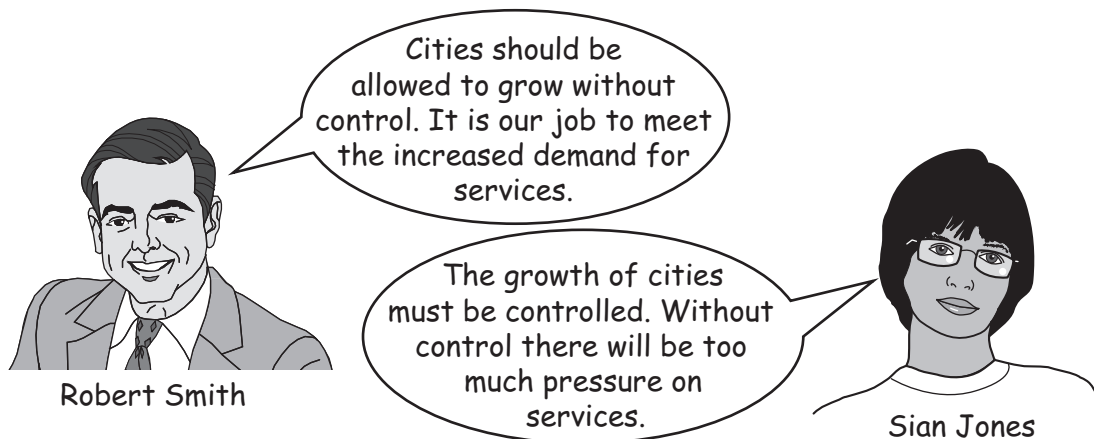 Cities should be
allowed to grow without
control. It is our job to meet
the increased demand for
services.
Robert Smith
The growth of cities
must be controlled. Without
control there will be too
much pressure on
services.
Sian Jones